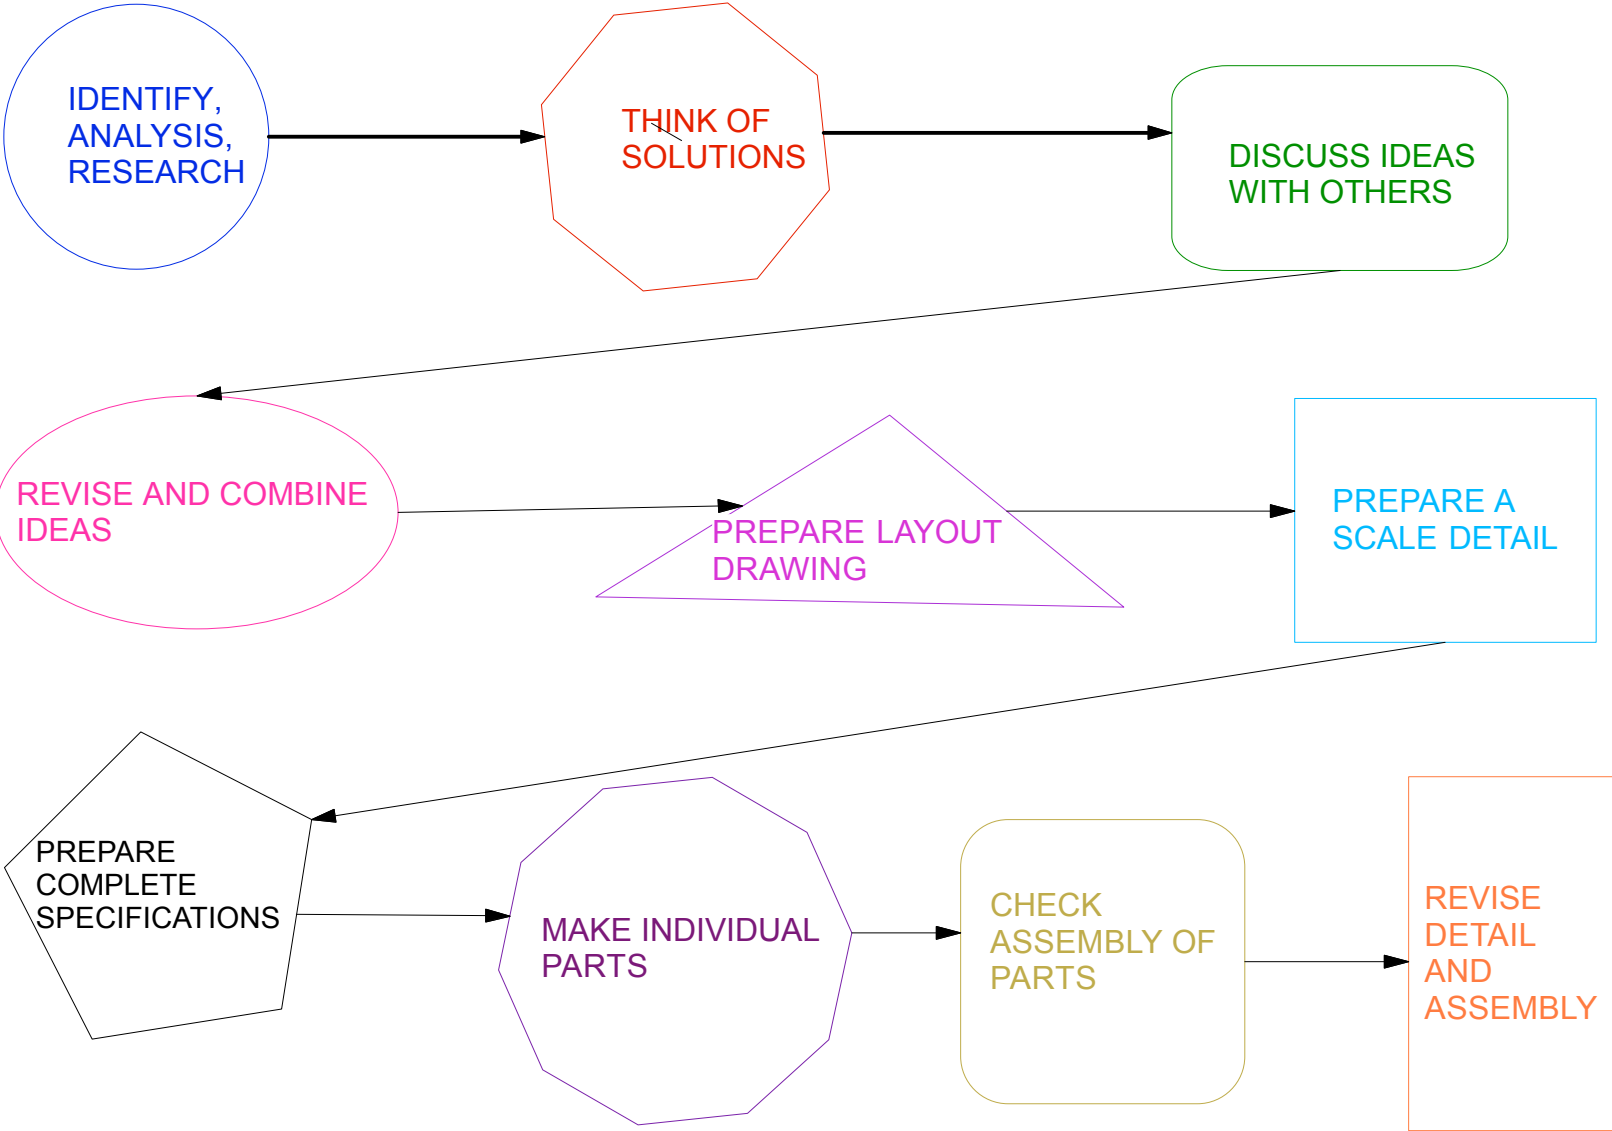 IDENTIFY,
ANALYSIS,
RESEARCH
THINK OF
SOLUTIONS
DISCUSS IDEAS
WITH OTHERS
REVISE AND COMBINE
IDEAS
PREPARE LAYOUT
DRAWING
PREPARE A
SCALE DETAIL
PREPARE
COMPLETE
SPECIFICATIONS
MAKE INDIVIDUAL
PARTS
CHECK
ASSEMBLY OF
PARTS
REVISE
DETAIL
AND
ASSEMBLY